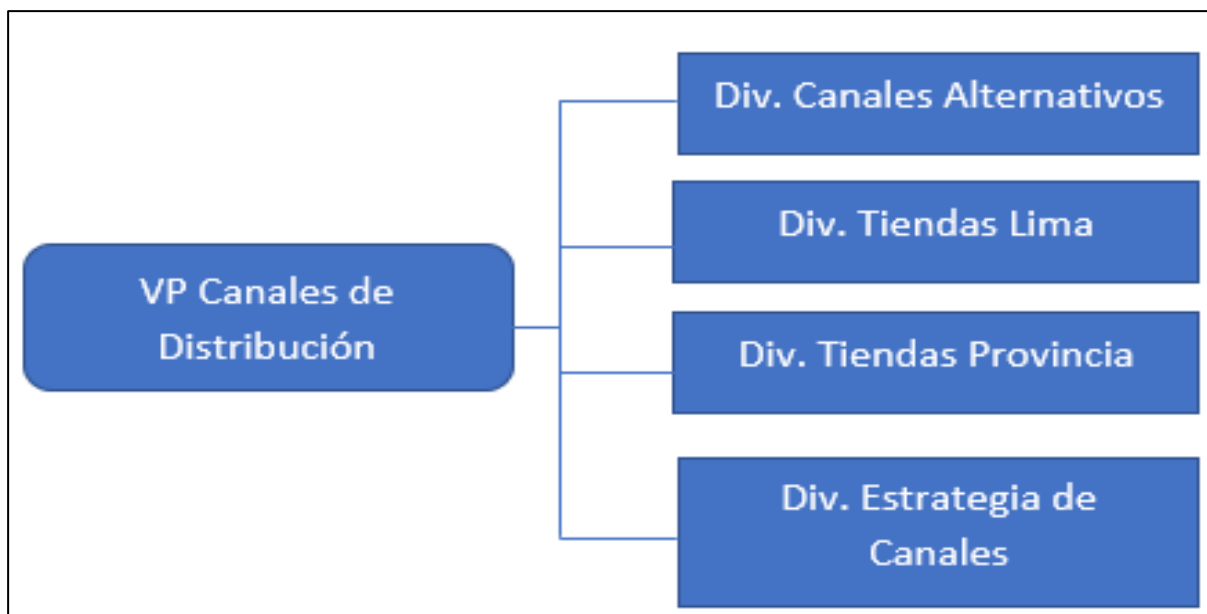 Div. Canales Alternativos
Div. Tiendas Lima
VP Canales de
Distribución
Div. Tiendas Provincia
Div. Estrategia de
Canales